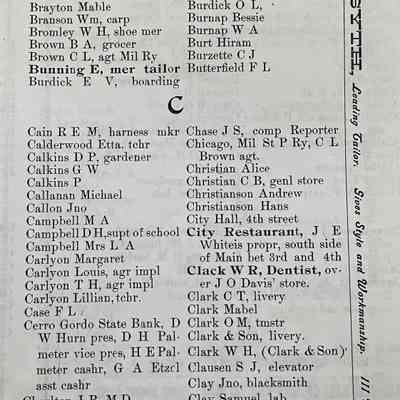 Brayton Mable
Branson Wm, carp
Bromley W H, shoe mer
Brown B A, grocer
Brown C L, agt Mil Ry
Bunning E, mer tailor
Burdick E V, boarding
Burdick O L,
Burnap Bessie
Burnap W A
Burt Hiram
Burzette C J
Butterfield F L
C
Cain R E M, harness mkr
Calderwood Etta. tchr
Calkins D P, gardener
Calkins G W
Calkins P
Callanan Michael
Callon Jno
Campbell M A
Campbell D H, supt of school
Campbell Mrs L A
Carlyon Margaret
Carlyon Louis, agr impl
Carlyon T H, agr impl
Carlyon Lillian, tchr.
Case F L
Cerro Gordo State Bank, D
W Hurn pres, D H Pal-
meter vice pres, H E Pal-
meter cashr, G A Etzel
asst cashr
Charlton J B M D
Chase J S, comp Reporter
Chicago, Mil St P Ry, C L
Brown agt.
Christian Alice
Christian C B, genl store
Christianson Andrew
Christianson Hans
City Hall, 4th street
City Restaurant, J E
Whiteis propr, south side
of Main bet 3rd and 4th
Clack W R, Dentist, ov-
er J O Davis' store.
Clark C T, livery
Clark Mabel
Clark O M, tmstr
Clark & Son, livery.
Clark W H, (Clark & Son)
Clausen S J, elevator
Clay Jno, blacksmith
Clay Samuel, lab
SYTH, Leading Tailor. Gives Style and Workmanship.